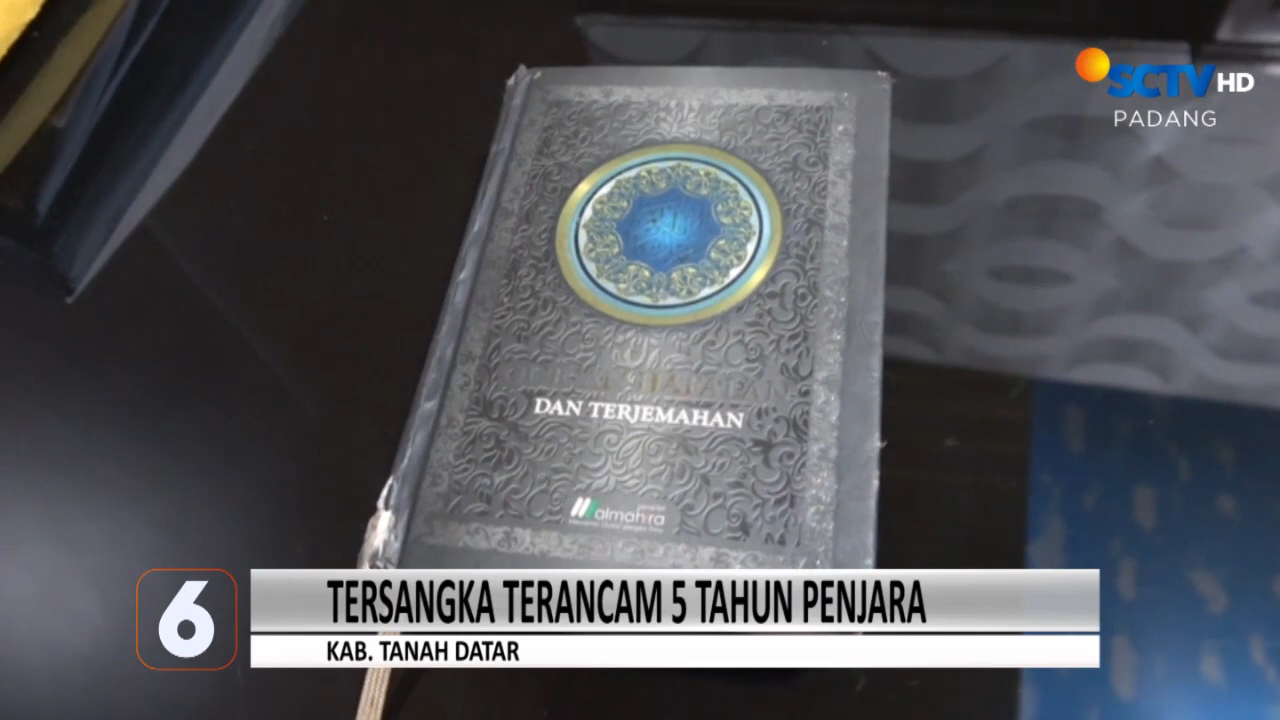 SCTV HD
PADANG
DAN TERJEMAHAN
almahira
6
TERSANGKA TERANCAM 5 TAHUN PENJARA
KAB. TANAH DATAR